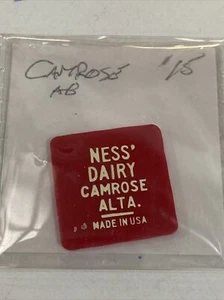 CAMROSE $15
AB
NESS'
DAIRY
CAMROSE
ALTA.
MADE IN USA